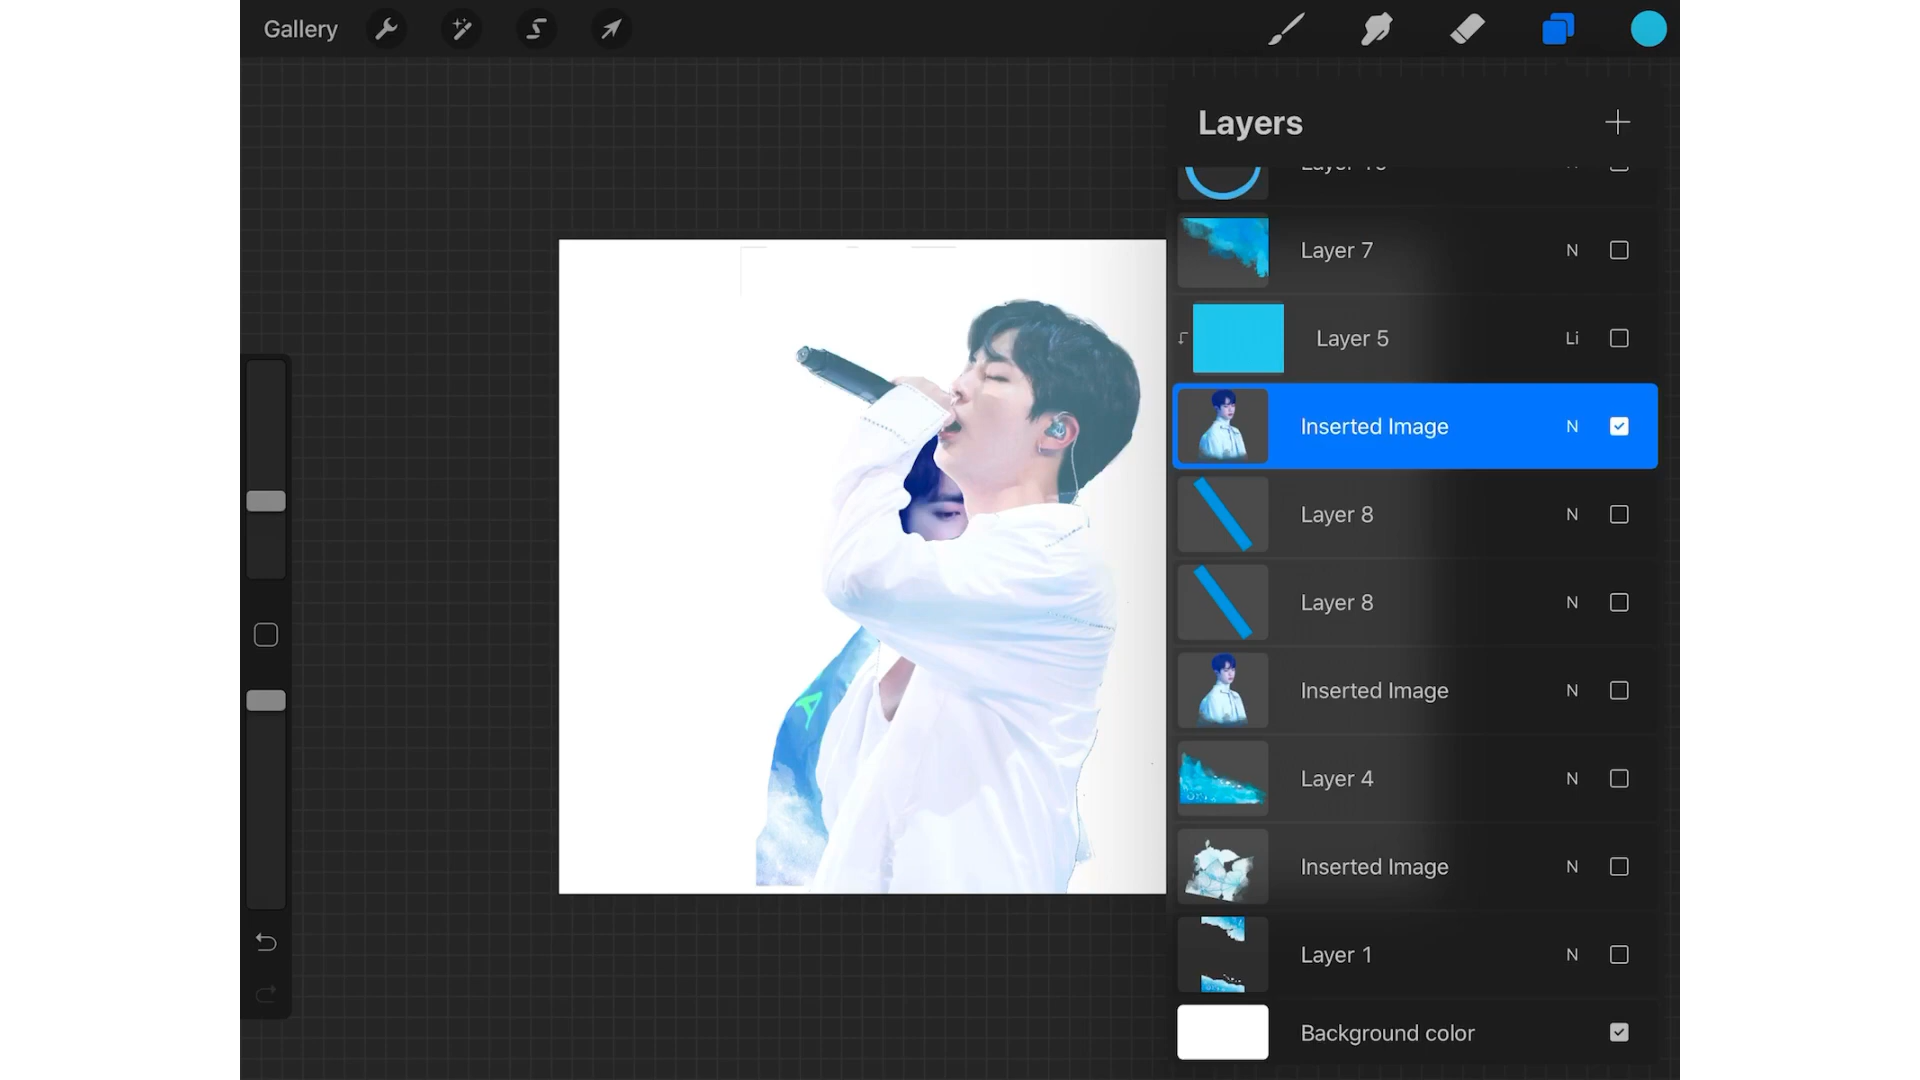 Gallery
Layers
Layer 7 N
Layer 5 Li
Inserted Image N
Layer 8 N
Layer 8 N
Inserted Image N
Layer 4 N
Inserted Image N
Layer 1 N
Background color